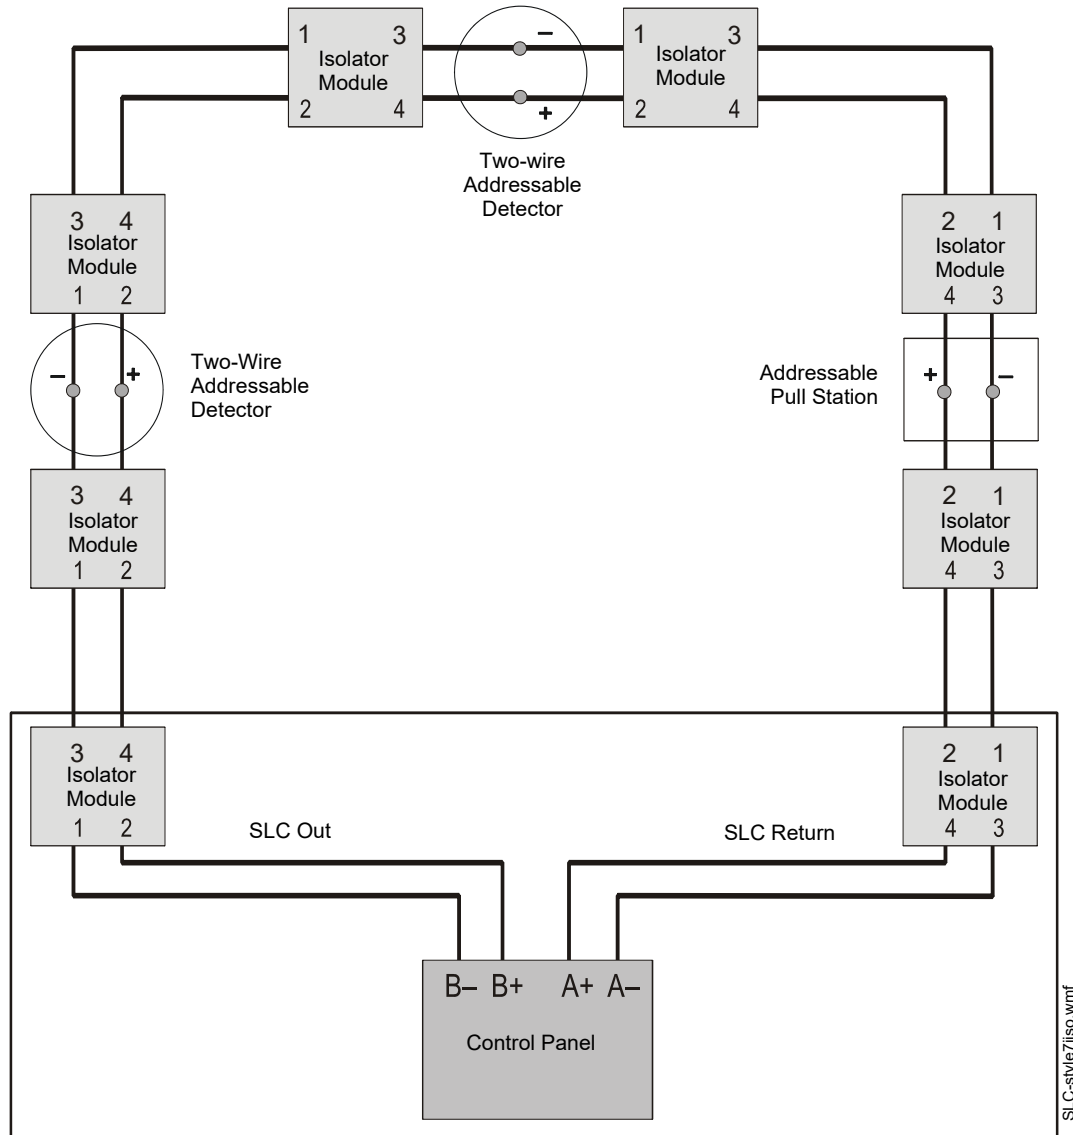 1 3
Isolator
Module
2 4
–
+
1 3
Isolator
Module
2 4
Two-wire
Addressable
Detector
3 4
Isolator
Module
1 2
2 1
Isolator
Module
4 3
– +
Two-Wire
Addressable
Detector
Addressable
Pull Station
+ –
3 4
Isolator
Module
1 2
2 1
Isolator
Module
4 3
3 4
Isolator
Module
1 2
2 1
Isolator
Module
4 3
SLC Out
SLC Return
B– B+ A+ A–
Control Panel
SLC-style7iiso.wmf